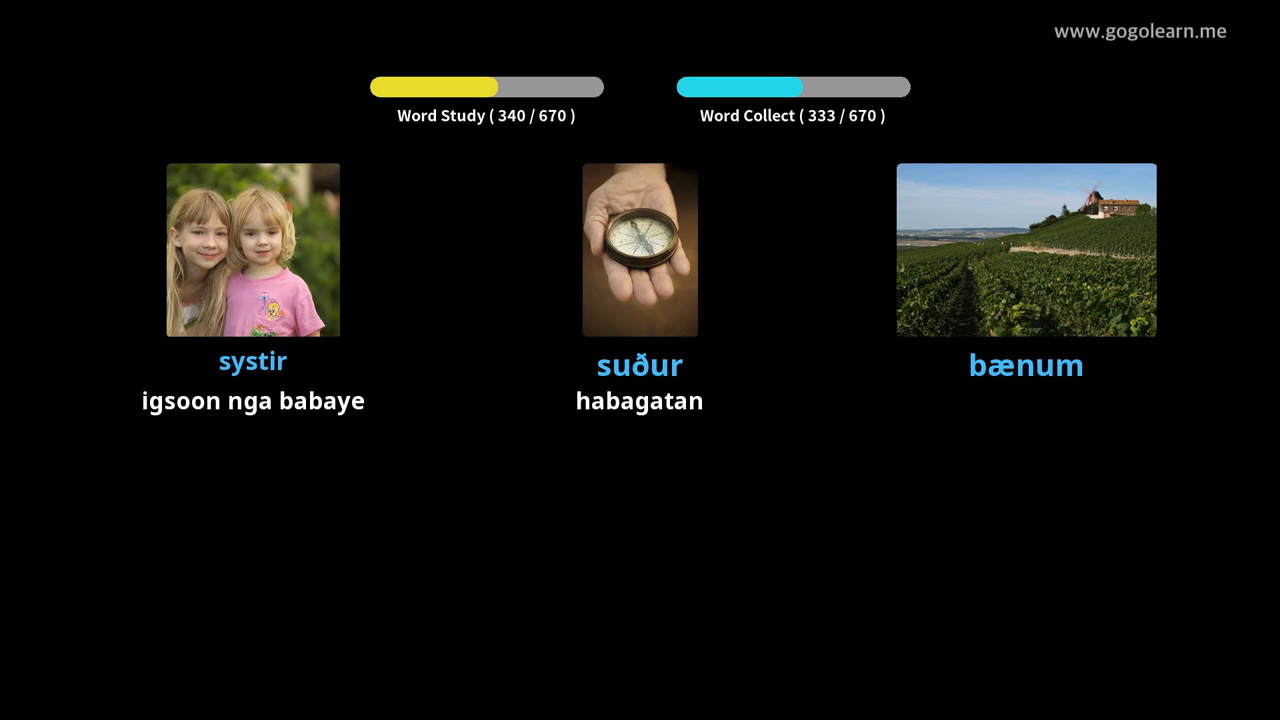 www.gogolearn.me
Word Study ( 340 / 670 )
Word Collect ( 333 / 670 )
systir
suður
bænum
igsoon nga babaye
habagatan